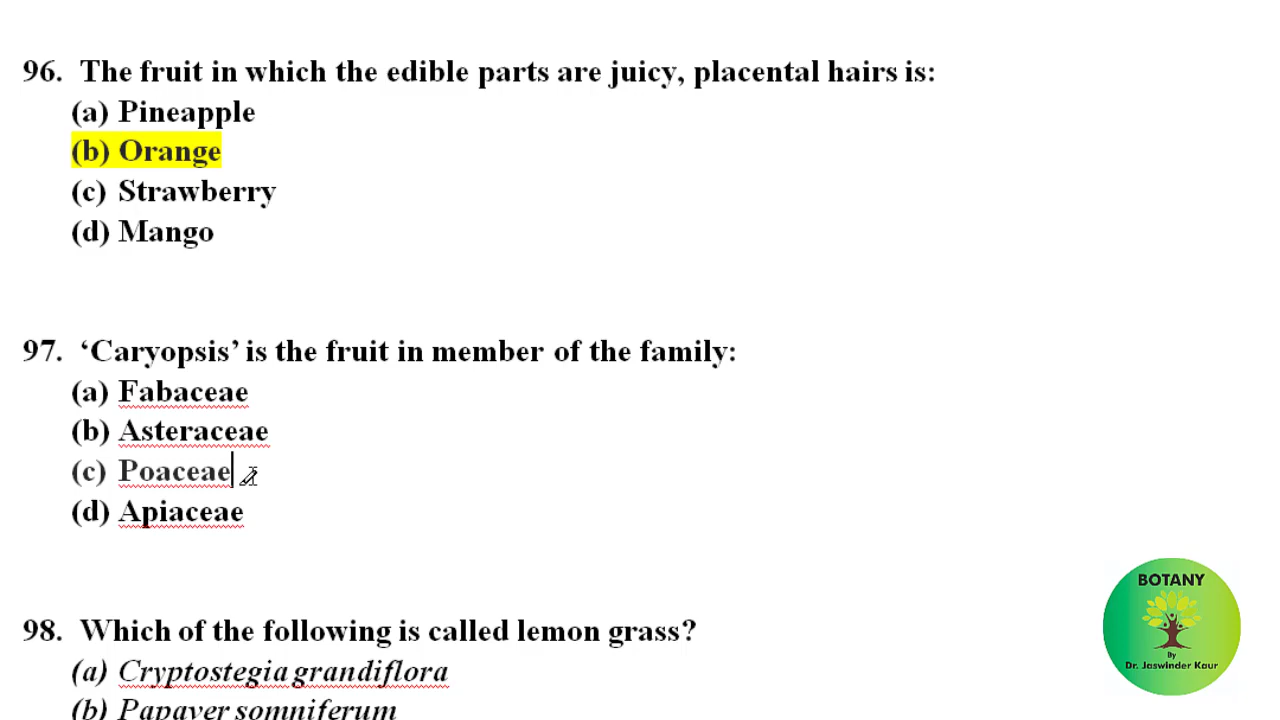 96. The fruit in which the edible parts are juicy, placental hairs is:
(a) Pineapple
(b) Orange
(c) Strawberry
(d) Mango
97. ‘Caryopsis’ is the fruit in member of the family:
(a) Fabaceae
(b) Asteraceae
(c) Poaceae
(d) Apiaceae
98. Which of the following is called lemon grass?
(a) Cryptostegia grandiflora
(b) Papaver somniferum
BOTANY
By
Dr. Jaswinder Kaur